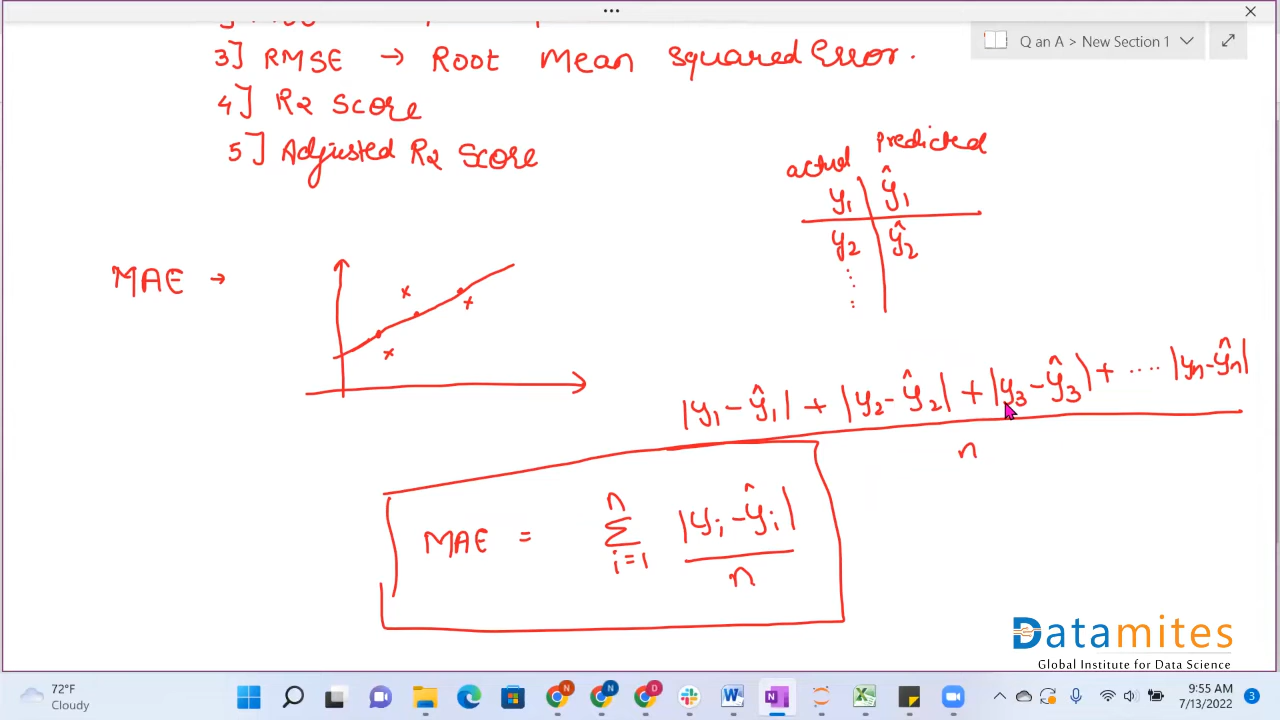 Q an A > New Section 1
3] RMSE → Root Mean Squared Error.
4] R2 Score
5] Adjusted R2 Score
actual predicted
y1 ŷ1
y2 ŷ2
MAE →
|y1 - ŷ1| + |y2 - ŷ2| + |y3 - ŷ3| + .... |yn - ŷn|
n
n
MAE = Σ |yi - ŷi|
i=1 n
Datamites
Global Institute for Data Science
72°F
Cloudy
9:55 AM
7/13/2022
3